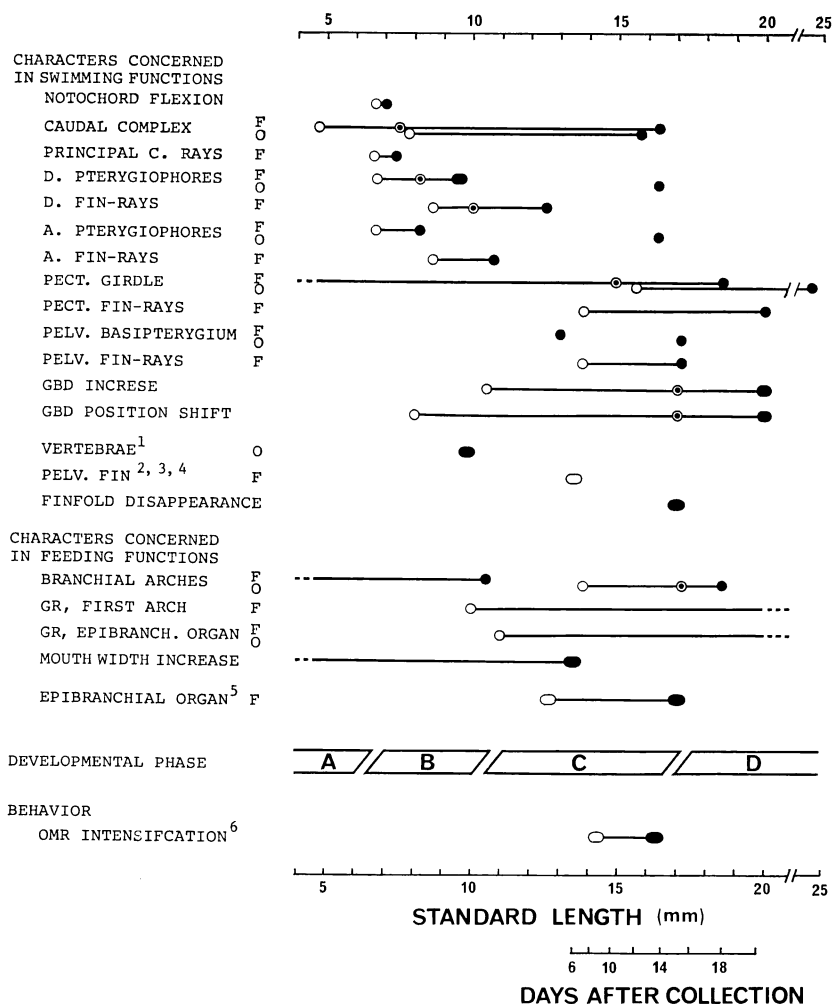 5 10 15 20 25
CHARACTERS CONCERNED
IN SWIMMING FUNCTIONS
NOTOCHORD FLEXION
CAUDAL COMPLEX F O
PRINCIPAL C. RAYS F
D. PTERYGIOPHORES F O
D. FIN-RAYS F
A. PTERYGIOPHORES F O
A. FIN-RAYS F
PECT. GIRDLE F O
PECT. FIN-RAYS F
PELV. BASIPTERYGIUM F O
PELV. FIN-RAYS F
GBD INCRESE
GBD POSITION SHIFT
VERTEBRAE1 O
PELV. FIN 2, 3, 4 F
FINFOLD DISAPPEARANCE
CHARACTERS CONCERNED
IN FEEDING FUNCTIONS
BRANCHIAL ARCHES F O
GR, FIRST ARCH F
GR, EPIBRANCH. ORGAN F O
MOUTH WIDTH INCREASE
EPIBRANCHIAL ORGAN5 F
DEVELOPMENTAL PHASE A B C D
BEHAVIOR
OMR INTENSIFCATION6
5 10 15 20 25
STANDARD LENGTH (mm)
6 10 14 18
DAYS AFTER COLLECTION